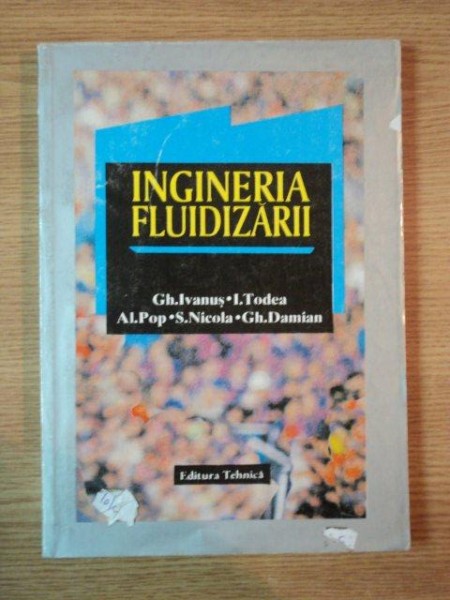 INGINERIA
FLUIDIZĂRII
Gh.Ivanuș•I.Todea
Al.Pop•S.Nicola•Gh.Damian
Editura Tehnică